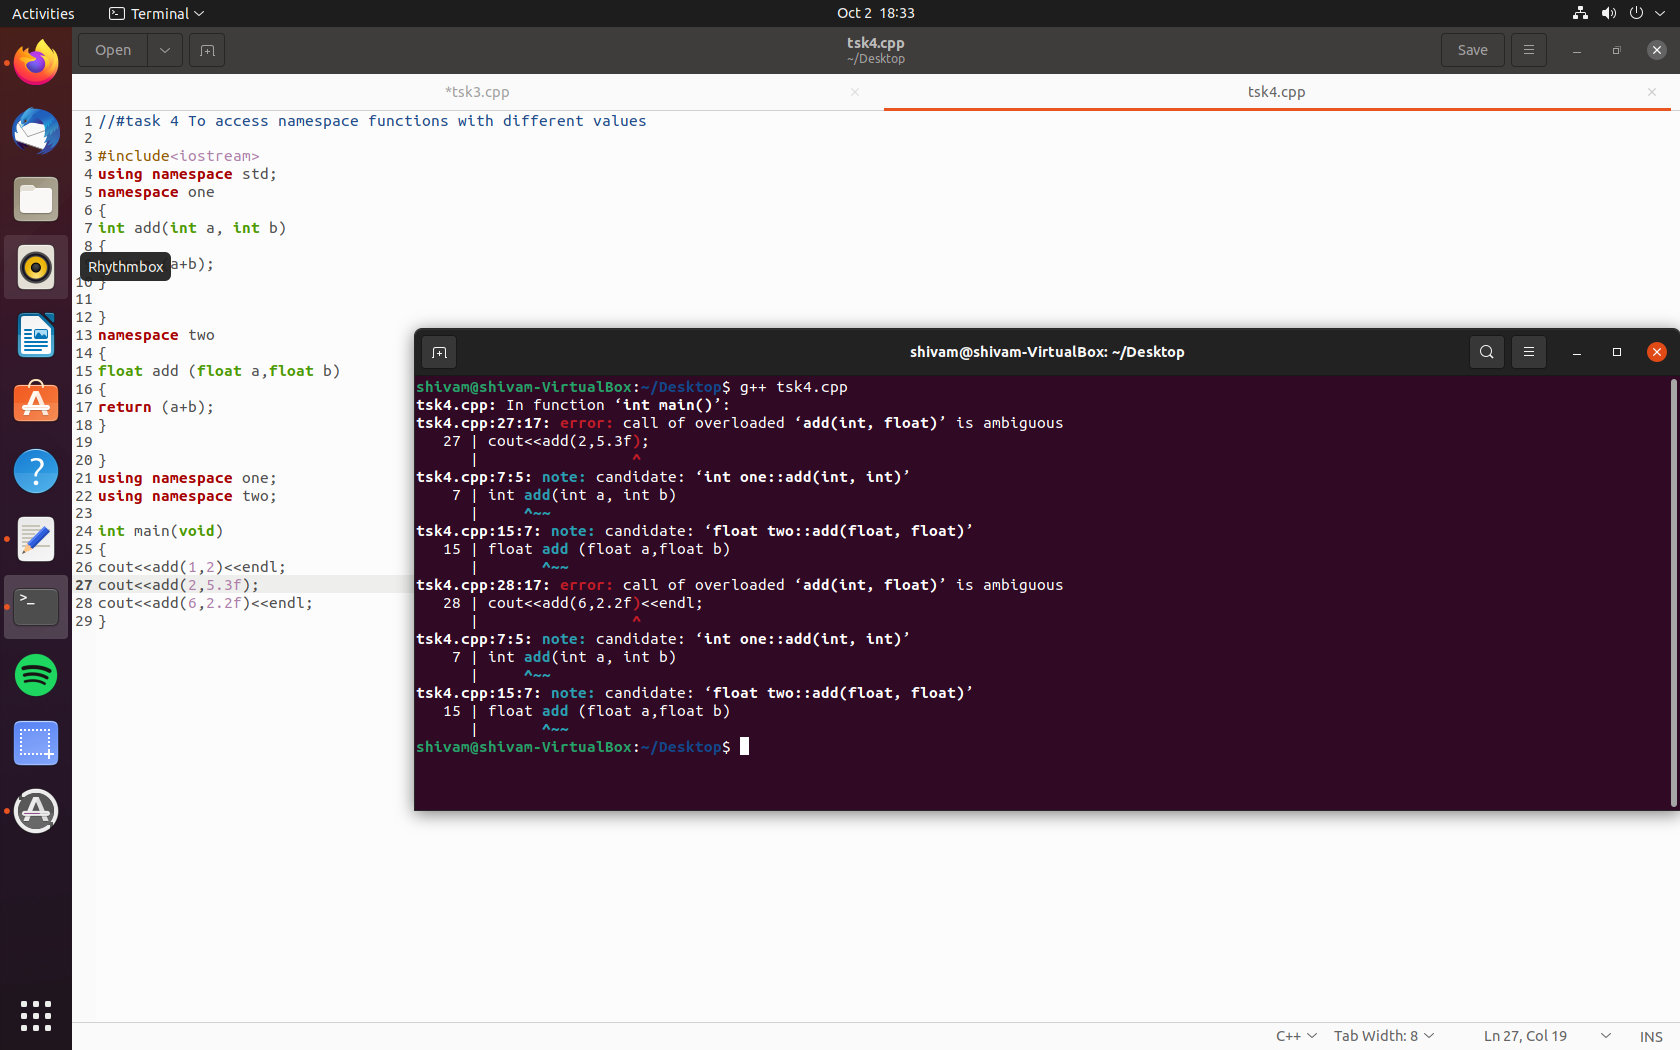 Activities Terminal Oct 2 18:33
Open tsk4.cpp Save
~/Desktop
*tsk3.cpp tsk4.cpp
1 //#task 4 To access namespace functions with different values
2
3 #include<iostream>
4 using namespace std;
5 namespace one
6 {
7 int add(int a, int b)
8 {
Rhythmbox a+b);
10 }
11
12 }
13 namespace two
14 {
15 float add (float a,float b)
16 {
17 return (a+b);
18 }
19
20 }
21 using namespace one;
22 using namespace two;
23
24 int main(void)
25 {
26 cout<<add(1,2)<<endl;
27 cout<<add(2,5.3f);
28 cout<<add(6,2.2f)<<endl;
29 }
shivam@shivam-VirtualBox: ~/Desktop
shivam@shivam-VirtualBox:~/Desktop$ g++ tsk4.cpp
tsk4.cpp: In function ‘int main()’:
tsk4.cpp:27:17: error: call of overloaded ‘add(int, float)’ is ambiguous
27 | cout<<add(2,5.3f);
| ^
tsk4.cpp:7:5: note: candidate: ‘int one::add(int, int)’
7 | int add(int a, int b)
| ^~~
tsk4.cpp:15:7: note: candidate: ‘float two::add(float, float)’
15 | float add (float a,float b)
| ^~~
tsk4.cpp:28:17: error: call of overloaded ‘add(int, float)’ is ambiguous
28 | cout<<add(6,2.2f)<<endl;
| ^
tsk4.cpp:7:5: note: candidate: ‘int one::add(int, int)’
7 | int add(int a, int b)
| ^~~
tsk4.cpp:15:7: note: candidate: ‘float two::add(float, float)’
15 | float add (float a,float b)
| ^~~
shivam@shivam-VirtualBox:~/Desktop$
C++ Tab Width: 8 Ln 27, Col 19 INS